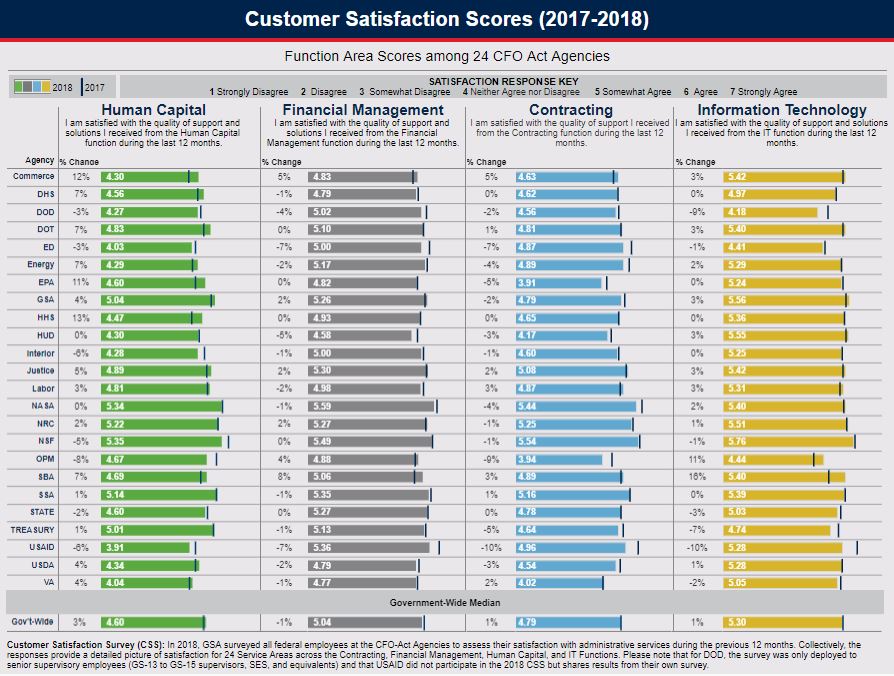 Customer Satisfaction Scores (2017-2018)
Function Area Scores among 24 CFO Act Agencies
2018 2017
SATISFACTION RESPONSE KEY
1 Strongly Disagree 2 Disagree 3 Somewhat Disagree 4 Neither Agree nor Disagree 5 Somewhat Agree 6 Agree 7 Strongly Agree
Human Capital Financial Management Contracting Information Technology
I am satisfied with the quality of support and I am satisfied with the quality of support and I am satisfied with the quality of support I received I am satisfied with the quality of support and solutions
solutions I received from the Human Capital solutions I received from the Financial from the Contracting function during the last 12 I received from the IT function during the last 12
function during the last 12 months. Management function during the last 12 months. months. months.
Agency % Change % Change % Change % Change
Commerce 12% 4.30 5% 4.83 5% 4.63 3% 5.42
DHS 7% 4.56 -1% 4.79 0% 4.62 0% 4.97
DOD -3% 4.27 -4% 5.02 -2% 4.56 -9% 4.18
DOT 7% 4.83 0% 5.10 1% 4.81 3% 5.40
ED -3% 4.03 -7% 5.00 -7% 4.87 -1% 4.41
Energy 7% 4.29 -2% 5.17 -4% 4.89 2% 5.29
EPA 11% 4.60 0% 4.82 -5% 3.91 0% 5.24
GSA 4% 5.04 2% 5.26 -2% 4.79 3% 5.56
HHS 13% 4.47 0% 4.93 0% 4.65 0% 5.36
HUD 0% 4.30 -5% 4.58 -3% 4.17 3% 5.55
Interior -6% 4.28 -1% 5.00 -1% 4.60 0% 5.25
Justice 5% 4.89 2% 5.30 2% 5.08 3% 5.42
Labor 3% 4.81 -2% 4.98 3% 4.87 3% 5.31
NASA 0% 5.34 -1% 5.59 -4% 5.44 2% 5.40
NRC 2% 5.22 2% 5.27 -1% 5.25 1% 5.51
NSF -5% 5.35 0% 5.49 -1% 5.54 -1% 5.76
OPM -8% 4.67 4% 4.88 -9% 3.94 11% 4.44
SBA 7% 4.69 8% 5.06 3% 4.89 16% 5.40
SSA 1% 5.14 -1% 5.35 1% 5.16 0% 5.39
STATE -2% 4.60 0% 5.27 0% 4.78 -3% 5.03
TREASURY 1% 5.01 -1% 5.13 -5% 4.64 -7% 4.74
USAID -6% 3.91 -7% 5.36 -10% 4.96 -10% 5.28
USDA 4% 4.34 -2% 4.79 -3% 4.54 1% 5.28
VA 4% 4.04 -1% 4.77 2% 4.02 -2% 5.05
Government-Wide Median
Gov't-Wide 3% 4.60 -1% 5.04 1% 4.79 1% 5.30
Customer Satisfaction Survey (CSS): In 2018, GSA surveyed all federal employees at the CFO-Act Agencies to assess their satisfaction with administrative services during the previous 12 months. Collectively, the
responses provide a detailed picture of satisfaction for 24 Service Areas across the Contracting, Financial Management, Human Capital, and IT Functions. Please note that for DOD, the survey was only deployed to
senior supervisory employees (GS-13 to GS-15 supervisors, SES, and equivalents) and that USAID did not participate in the 2018 CSS but shares results from their own survey.